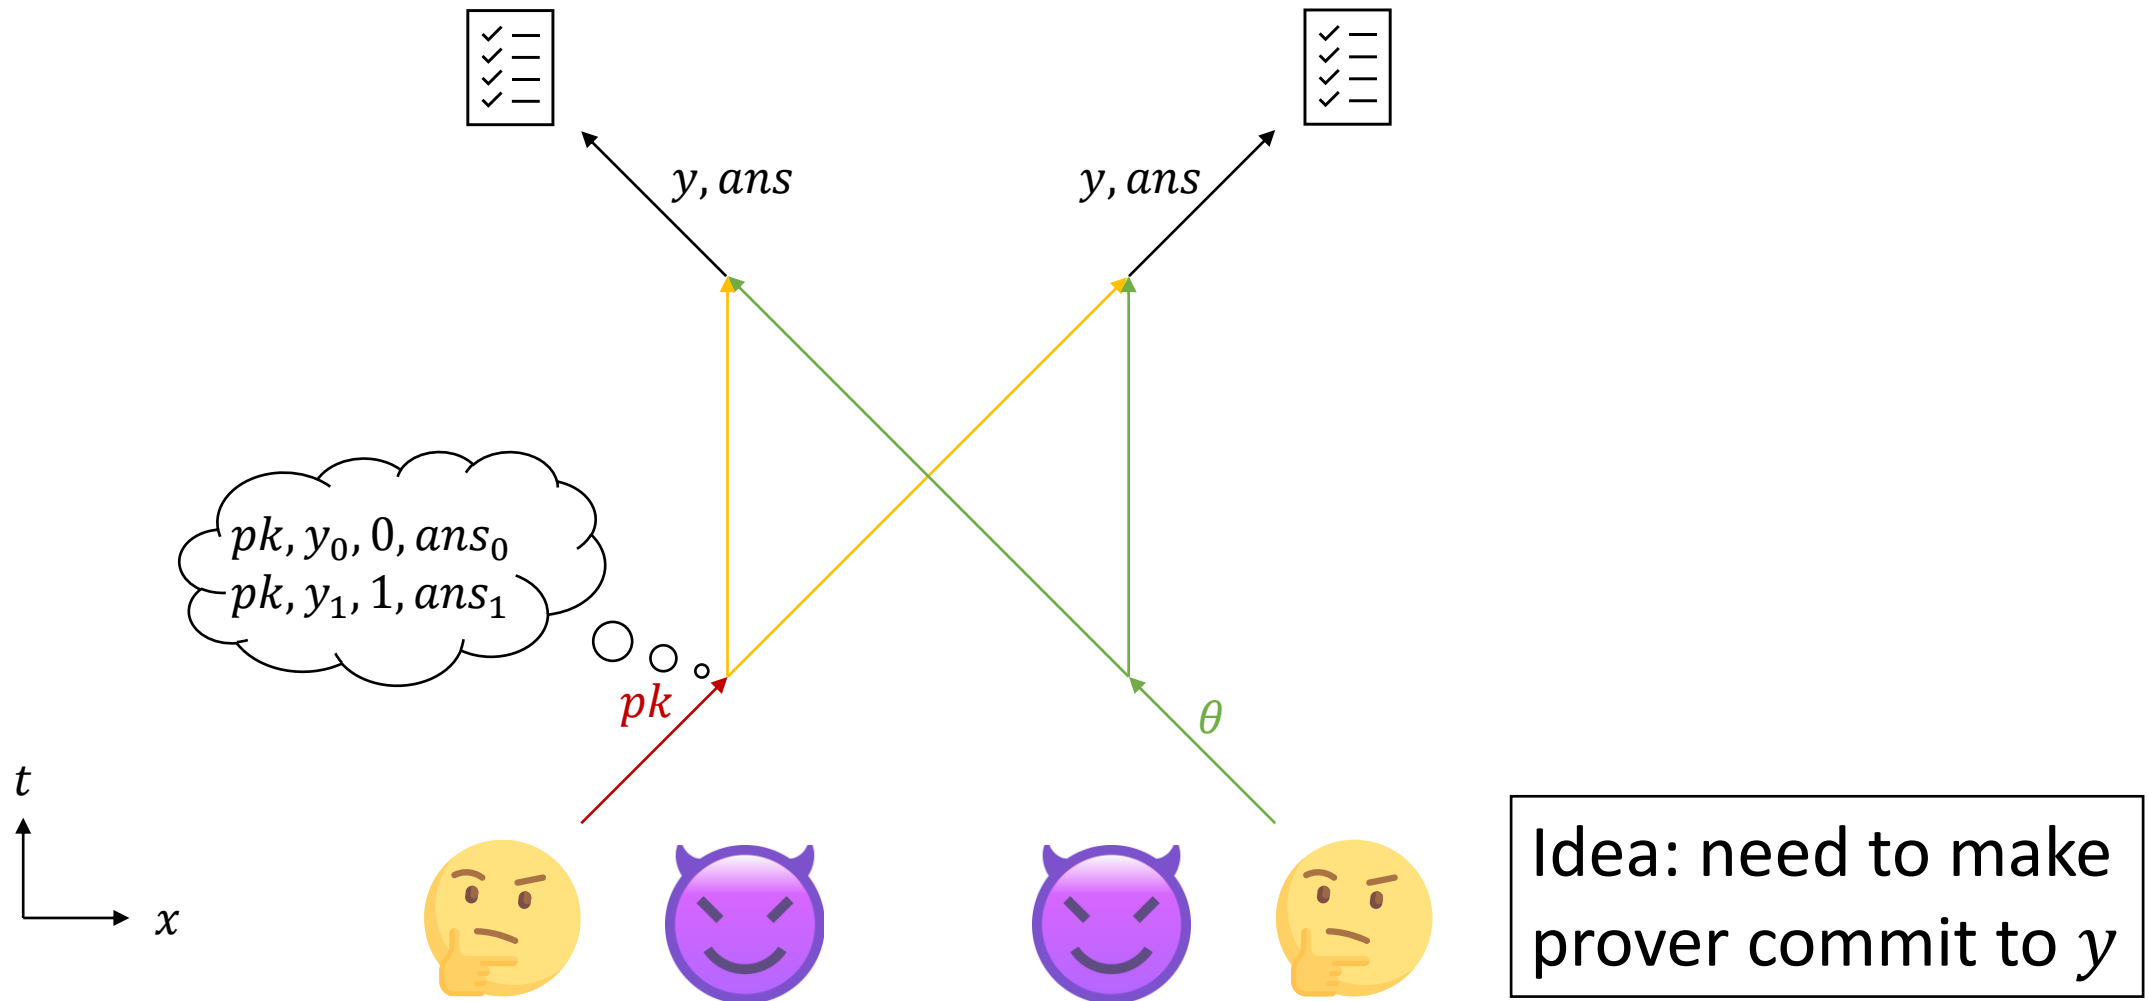 y, ans
y, ans
pk, y₀, 0, ans₀
pk, y₁, 1, ans₁
pk
θ
t
x
Idea: need to make
prover commit to y